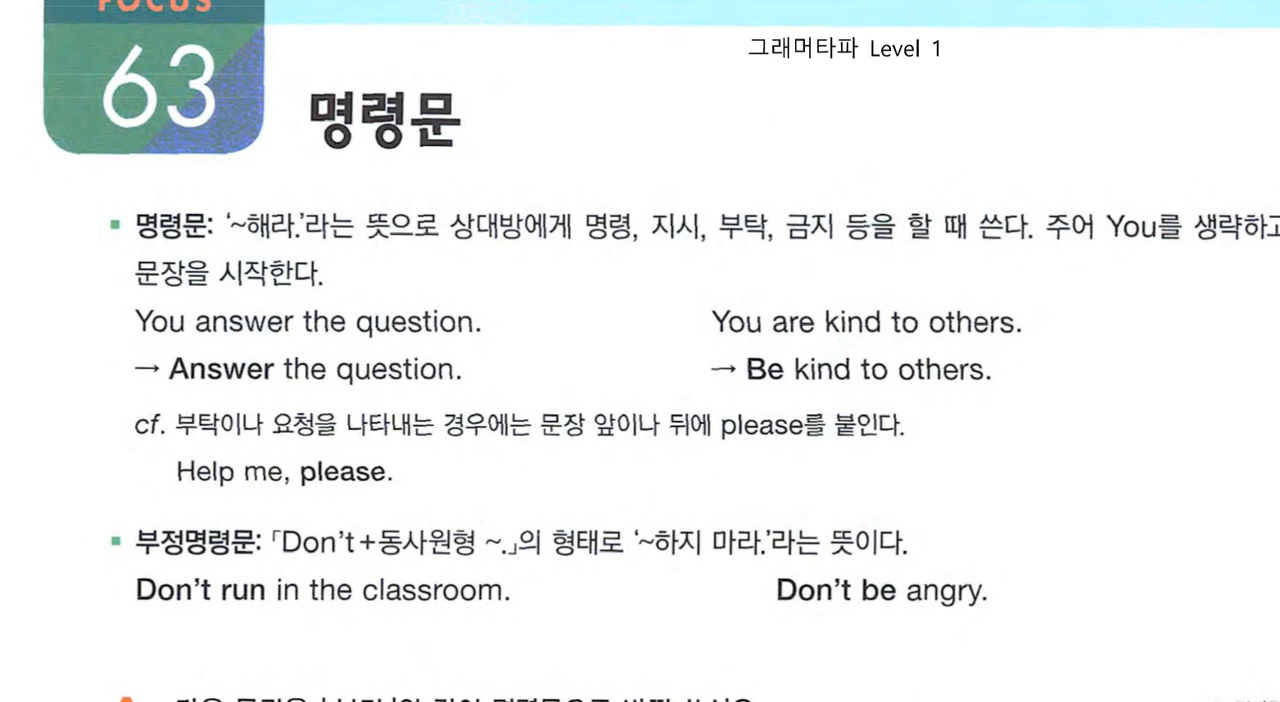 FOCUS
그래머타파 Level 1
63
명령문
▪ 명령문: ‘~해라.’라는 뜻으로 상대방에게 명령, 지시, 부탁, 금지 등을 할 때 쓴다. 주어 You를 생략하고
문장을 시작한다.
You answer the question. You are kind to others.
→ Answer the question. → Be kind to others.
cf. 부탁이나 요청을 나타내는 경우에는 문장 앞이나 뒤에 please를 붙인다.
Help me, please.
▪ 부정명령문: 「Don’t+동사원형 ~.」의 형태로 ‘~하지 마라.’라는 뜻이다.
Don’t run in the classroom. Don’t be angry.